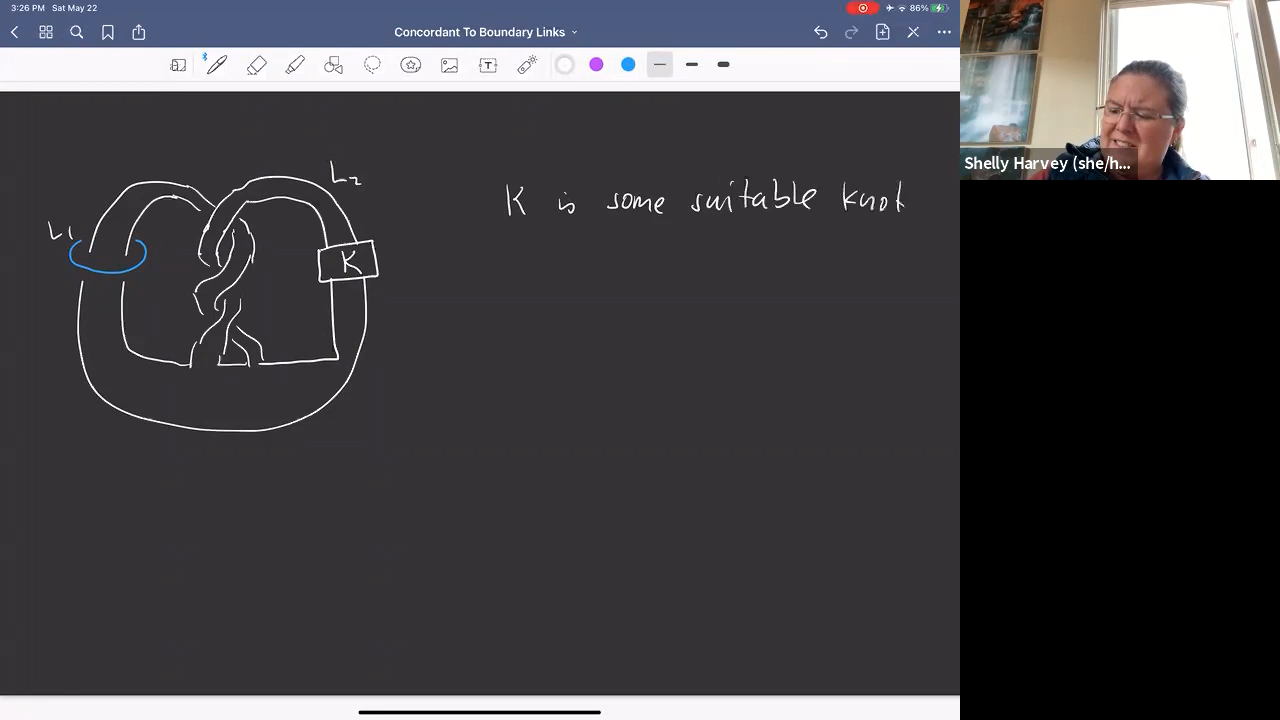 3:26 PM Sat May 22
86%
Concordant To Boundary Links
T
Shelly Harvey (she/h...
L2
K is some suitable knot
L1
K